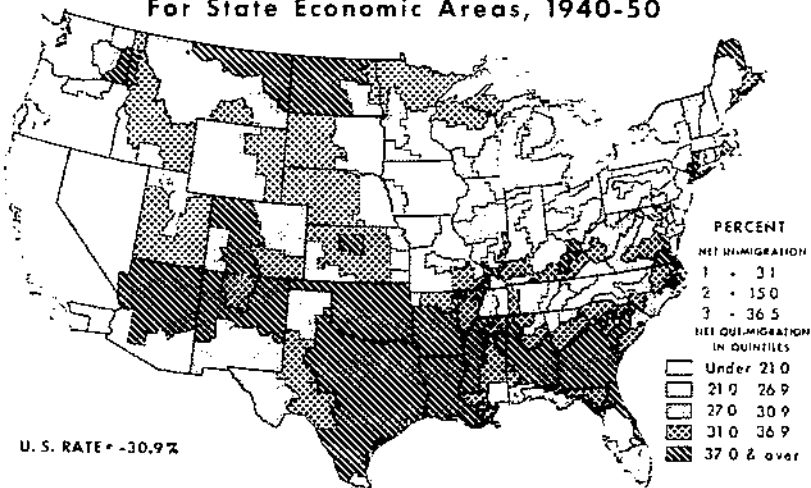 For State Economic Areas, 1940-50
PERCENT
NET IN-MIGRATION
1 + 3.1
2 + 15.0
3 + 36.5
NET OUT-MIGRATION
IN QUINTILES
Under 21.0
21.0 26.9
27.0 30.9
31.0 36.9
37.0 & over
U. S. RATE = -30.9%